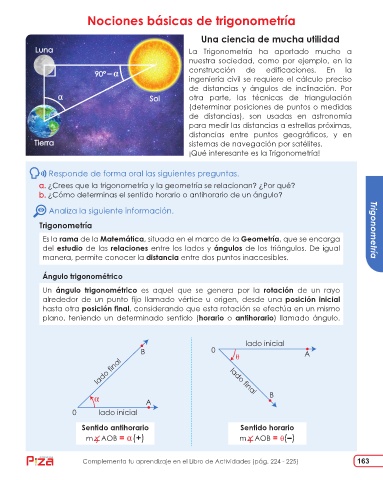 Nociones básicas de trigonometría
Una ciencia de mucha utilidad
La Trigonometría ha aportado mucho a
nuestra sociedad, como por ejemplo, en la
construcción de edificaciones. En la
ingeniería civil se requiere el cálculo preciso
de distancias y ángulos de inclinación. Por
otra parte, las técnicas de triangulación
(determinar posiciones de puntos o medidas
de distancias), son usadas en astronomía
para medir las distancias a estrellas próximas,
distancias entre puntos geográficos, y en
sistemas de navegación por satélites.
¡Qué interesante es la Trigonometría!
Luna
90°-α
α
Sol
Tierra
Responde de forma oral las siguientes preguntas.
a. ¿Crees que la trigonometría y la geometría se relacionan? ¿Por qué?
b. ¿Cómo determinas el sentido horario o antihorario de un ángulo?
Analiza la siguiente información.
Trigonometría
Es la rama de la Matemática, situada en el marco de la Geometría, que se encarga
del estudio de las relaciones entre los lados y ángulos de los triángulos. De igual
manera, permite conocer la distancia entre dos puntos inaccesibles.
Ángulo trigonométrico
Un ángulo trigonométrico es aquel que se genera por la rotación de un rayo
alrededor de un punto fijo llamado vértice u origen, desde una posición inicial
hasta otra posición final, considerando que esta rotación se efectúa en un mismo
plano, teniendo un determinado sentido (horario o antihorario) llamado ángulo.
Trigonometría
B
lado final
α
A
0
lado inicial
Sentido antihorario
m∡AOB = α(+)
lado inicial
0
A
θ
lado final
B
Sentido horario
m∡AOB = θ(−)
Piza
Complementa tu aprendizaje en el Libro de Actividades (pág. 224 - 225)
163